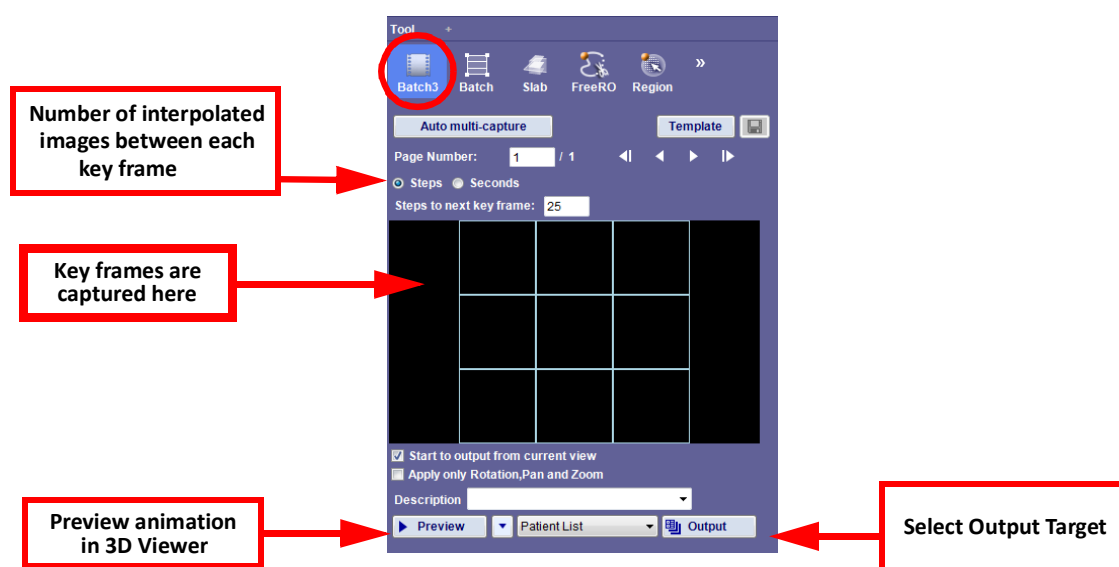 Tool +
Batch3 Batch Slab FreeRO Region »
Number of interpolated
images between each
key frame
Auto multi-capture Template
Page Number: 1 / 1
Steps Seconds
Steps to next key frame: 25
Key frames are
captured here
Start to output from current view
Apply only Rotation,Pan and Zoom
Description
Preview animation
in 3D Viewer
Preview Patient List Output
Select Output Target